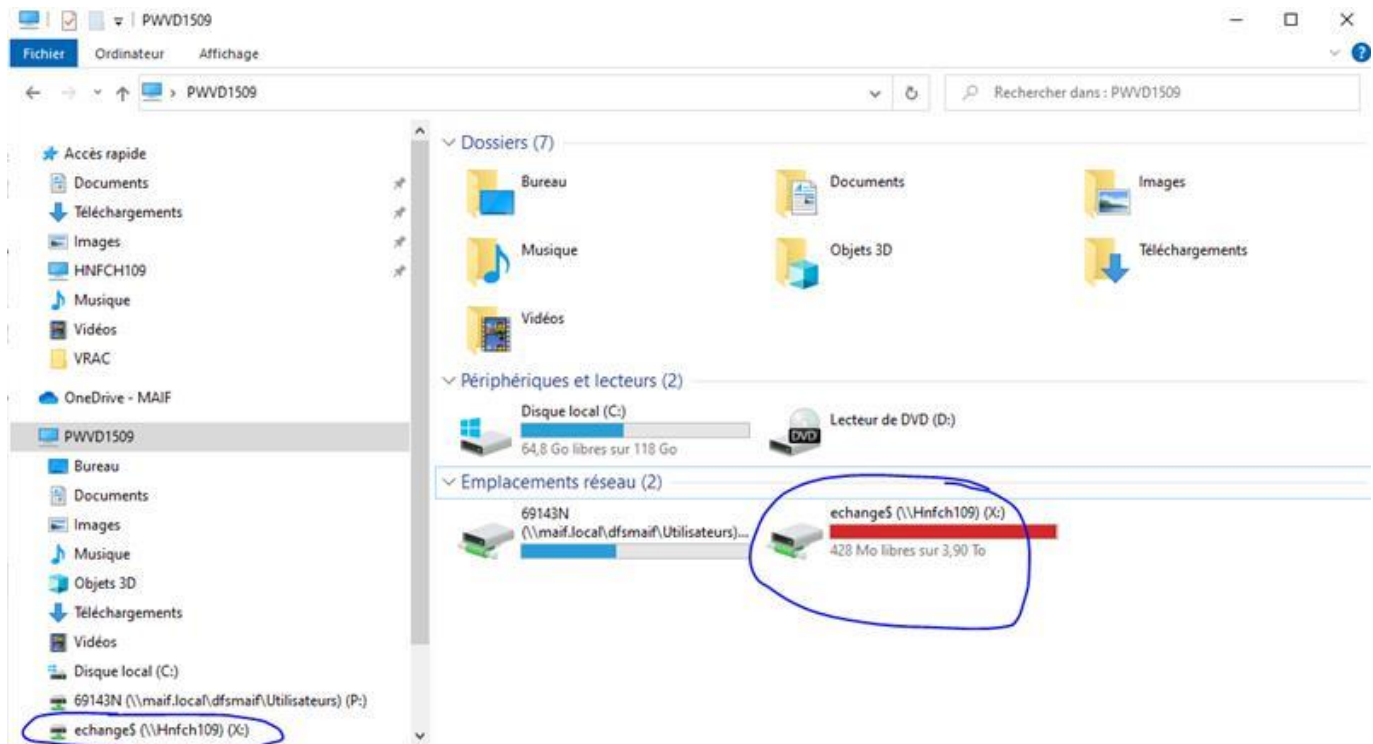 PWVD1509
Fichier Ordinateur Affichage
PWVD1509
Rechercher dans : PWVD1509
Accès rapide
Documents
Téléchargements
Images
HNFCH109
Musique
Vidéos
VRAC
OneDrive - MAIF
PWVD1509
Bureau
Documents
Images
Musique
Objets 3D
Téléchargements
Vidéos
Disque local (C:)
69143N (\\maif.local\dfsmaif\Utilisateurs) (P:)
echange$ (\\Hnfch109) (X:)
Dossiers (7)
Bureau
Documents
Images
Musique
Objets 3D
Téléchargements
Vidéos
Périphériques et lecteurs (2)
Disque local (C:)
64,8 Go libres sur 118 Go
Lecteur de DVD (D:)
DVD
Emplacements réseau (2)
69143N
(\\maif.local\dfsmaif\Utilisateurs)...
echange$ (\\Hnfch109) (X:)
428 Mo libres sur 3,90 To